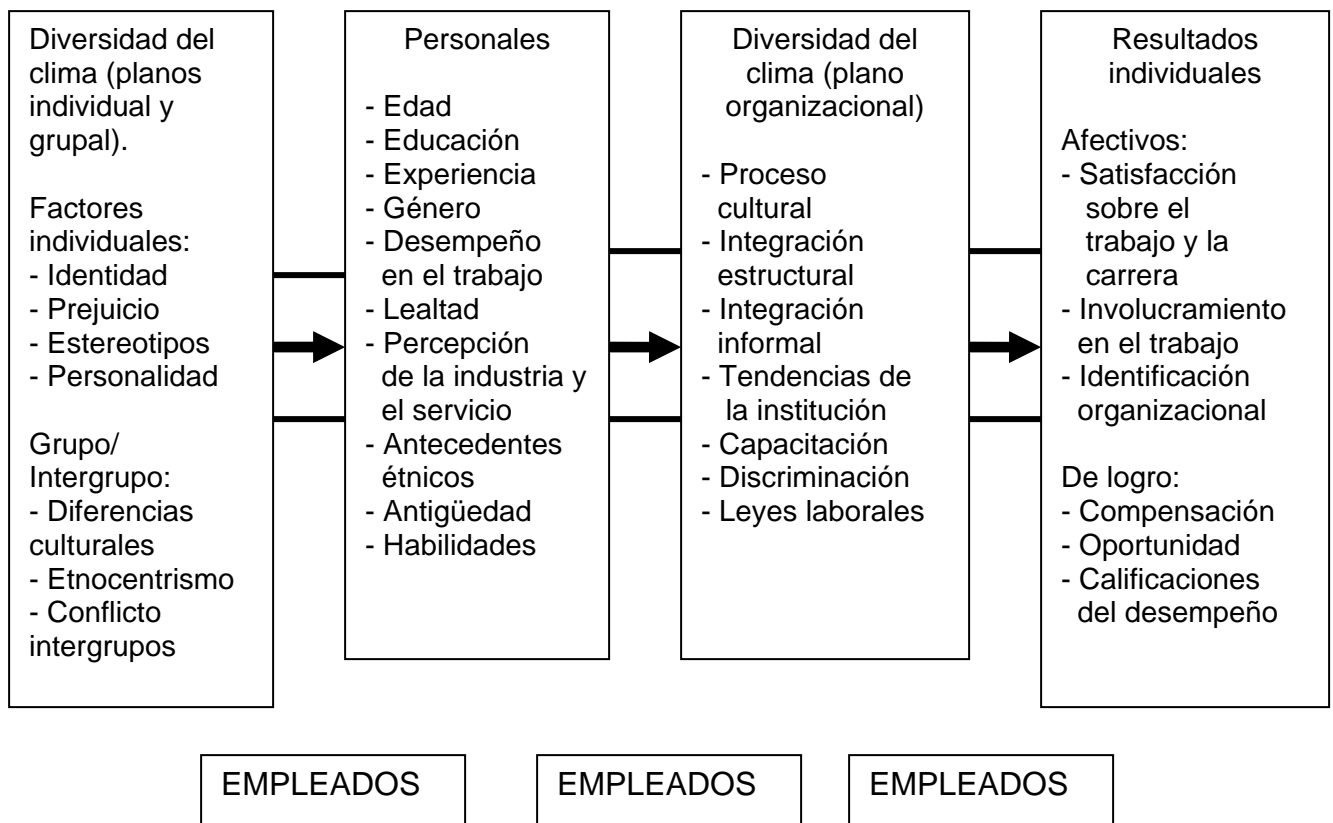 Diversidad del
clima (planos
individual y
grupal).
Factores
individuales:
- Identidad
- Prejuicio
- Estereotipos
- Personalidad
Grupo/
Intergrupo:
- Diferencias
culturales
- Etnocentrismo
- Conflicto
intergrupos
Personales
- Edad
- Educación
- Experiencia
- Género
- Desempeño
en el trabajo
- Lealtad
- Percepción
de la industria y
el servicio
- Antecedentes
étnicos
- Antigüedad
- Habilidades
Diversidad del
clima (plano
organizacional)
- Proceso
cultural
- Integración
estructural
- Integración
informal
- Tendencias de
la institución
- Capacitación
- Discriminación
- Leyes laborales
Resultados
individuales
Afectivos:
- Satisfacción
sobre el
trabajo y la
carrera
- Involucramiento
en el trabajo
- Identificación
organizacional
De logro:
- Compensación
- Oportunidad
- Calificaciones
del desempeño
EMPLEADOS
EMPLEADOS
EMPLEADOS